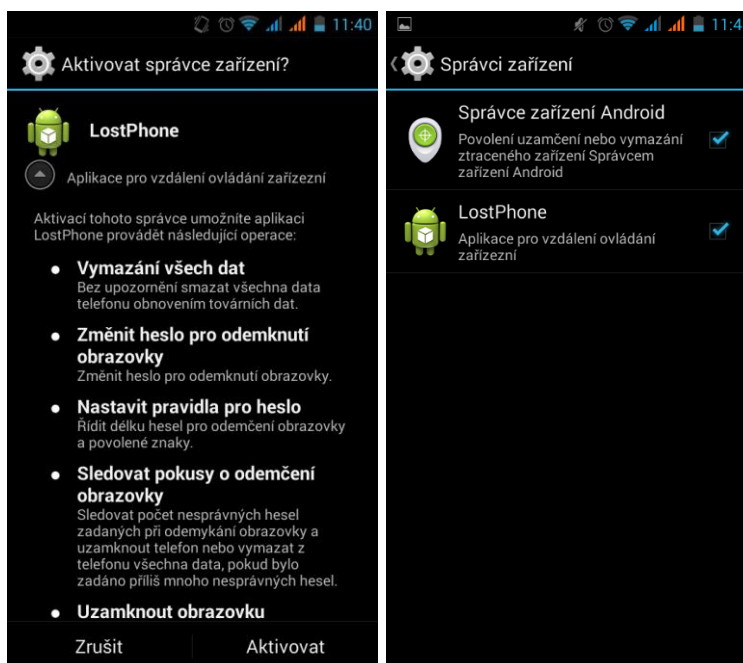 11:40
Aktivovat správce zařízení?
LostPhone
Aplikace pro vzdálení ovládání zařízezní
Aktivací tohoto správce umožníte aplikaci
LostPhone provádět následující operace:
● Vymazání všech dat
Bez upozornění smazat všechna data
telefonu obnovením továrních dat.
● Změnit heslo pro odemknutí
obrazovky
Změnit heslo pro odemknutí obrazovky.
● Nastavit pravidla pro heslo
Řídit délku hesel pro odemčení obrazovky
a povolené znaky.
● Sledovat pokusy o odemčení
obrazovky
Sledovat počet nesprávných hesel
zadaných při odemykání obrazovky a
uzamknout telefon nebo vymazat z
telefonu všechna data, pokud bylo
zadáno příliš mnoho nesprávných hesel.
● Uzamknout obrazovku
Zrušit Aktivovat
11:4
Správci zařízení
Správce zařízení Android
Povolení uzamčení nebo vymazání
ztraceného zařízení Správcem
zařízení Android
LostPhone
Aplikace pro vzdálení ovládání
zařízezní